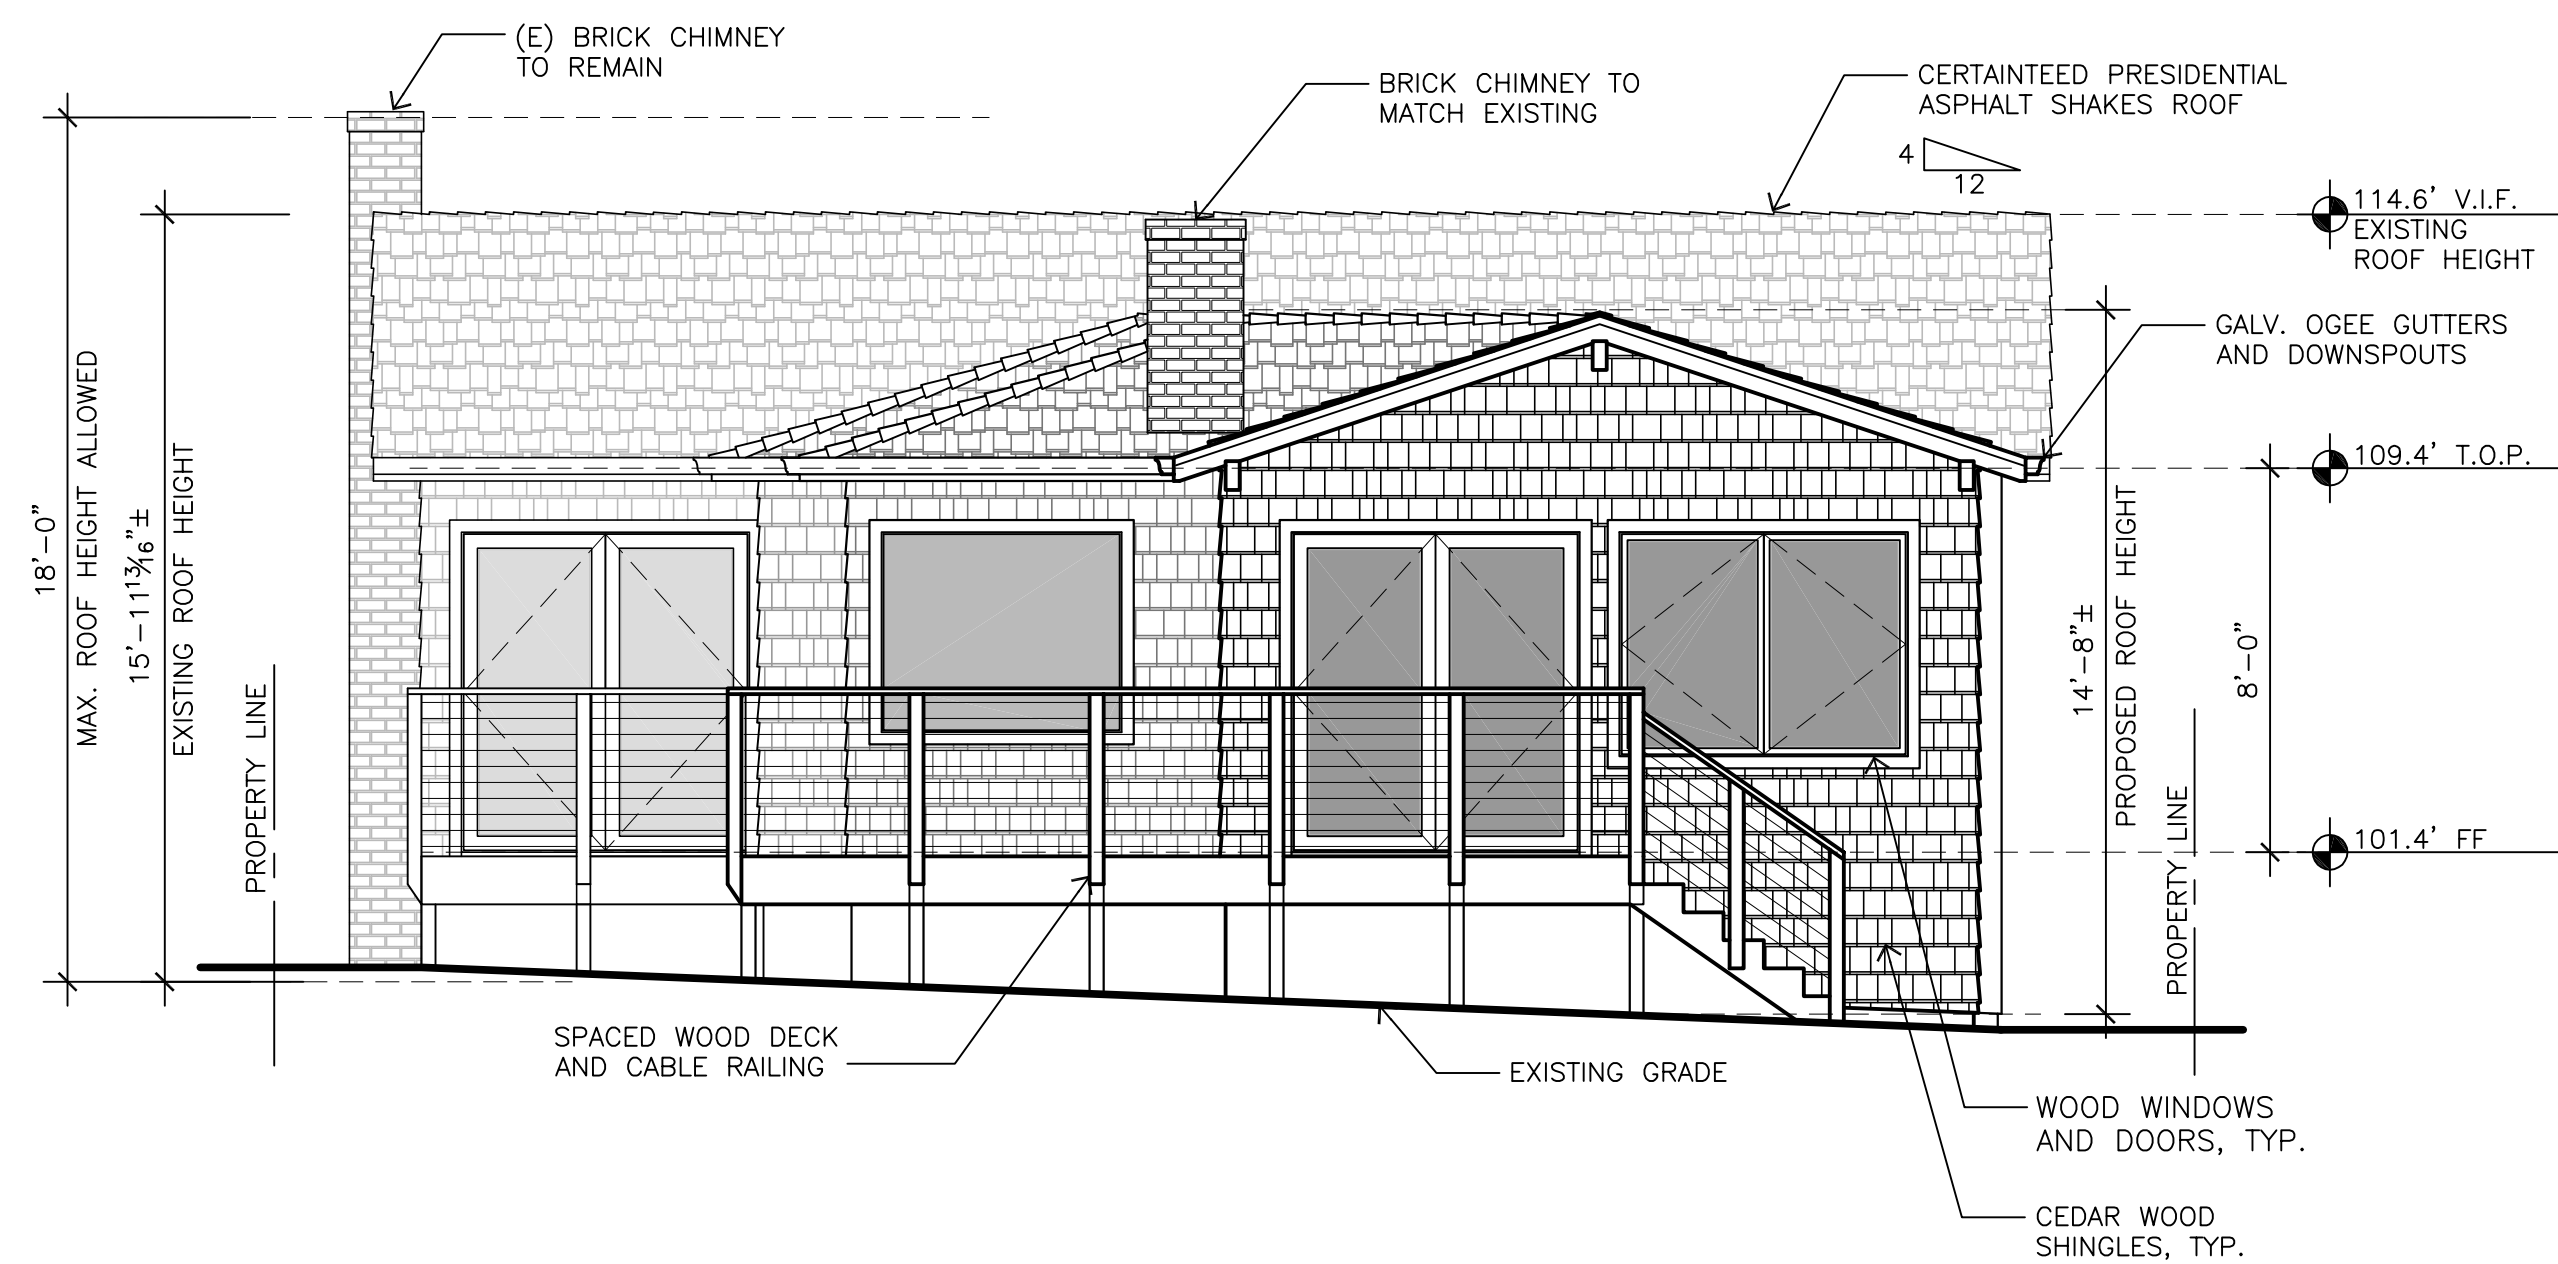 (E) BRICK CHIMNEY
TO REMAIN
BRICK CHIMNEY TO
MATCH EXISTING
CERTAINTEED PRESIDENTIAL
ASPHALT SHAKES ROOF
4
12
114.6' V.I.F.
EXISTING
ROOF HEIGHT
GALV. OGEE GUTTERS
AND DOWNSPOUTS
109.4' T.O.P.
18'-0"
MAX. ROOF HEIGHT ALLOWED
15'-11 13/16"±
EXISTING ROOF HEIGHT
PROPERTY LINE
14'-8"±
PROPOSED ROOF HEIGHT
PROPERTY LINE
8'-0"
101.4' FF
SPACED WOOD DECK
AND CABLE RAILING
EXISTING GRADE
WOOD WINDOWS
AND DOORS, TYP.
CEDAR WOOD
SHINGLES, TYP.